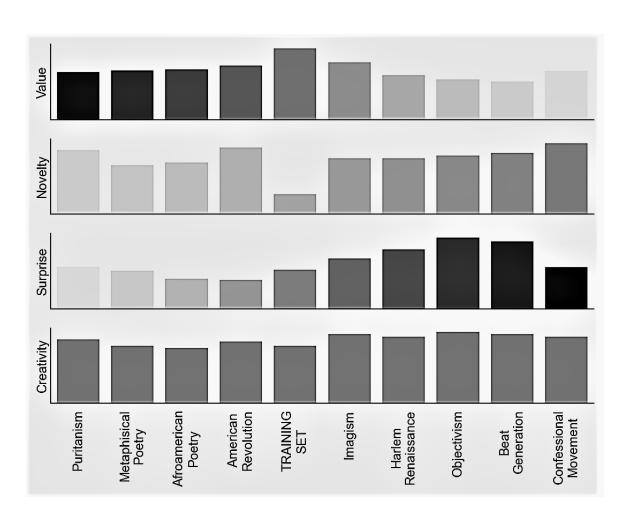 Value
Novelty
Surprise
Creativity
Puritanism
Metaphisical
Poetry
Afroamerican
Poetry
American
Revolution
TRAINING
SET
Imagism
Harlem
Renaissance
Objectivism
Beat
Generation
Confessional
Movement